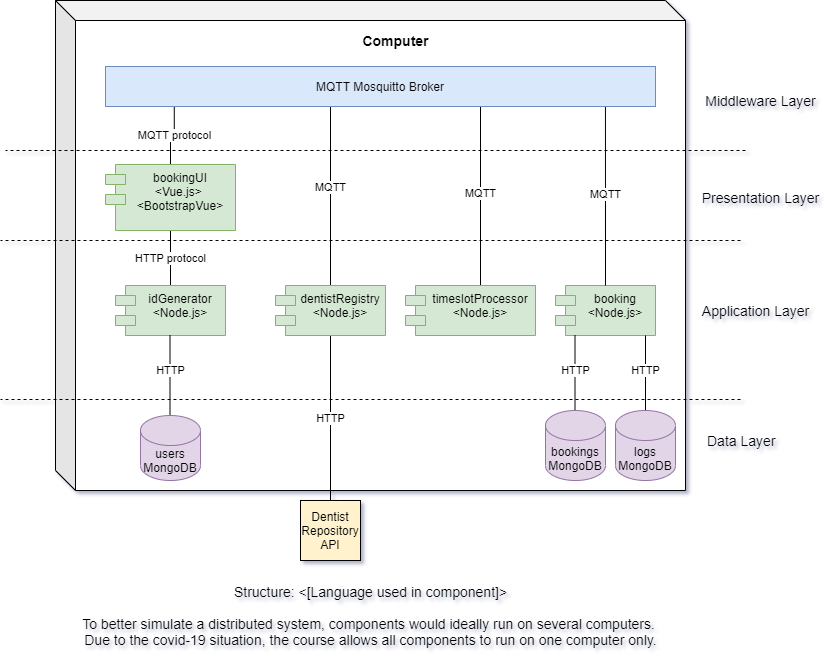 Computer
MQTT Mosquitto Broker
Middleware Layer
MQTT protocol
bookingUI
<Vue.js>
<BootstrapVue>
MQTT
MQTT
MQTT
Presentation Layer
HTTP protocol
idGenerator
<Node.js>
dentistRegistry
<Node.js>
timeslotProcessor
<Node.js>
booking
<Node.js>
Application Layer
HTTP
HTTP
HTTP
HTTP
users
MongoDB
bookings
MongoDB
logs
MongoDB
Data Layer
Dentist
Repository
API
Structure: <[Language used in component]>
To better simulate a distributed system, components would ideally run on several computers.
Due to the covid-19 situation, the course allows all components to run on one computer only.